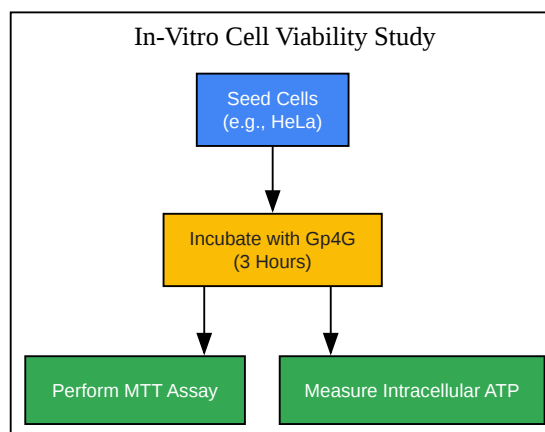 In-Vitro Cell Viability Study
Seed Cells
(e.g., HeLa)
Incubate with Gp4G
(3 Hours)
Perform MTT Assay
Measure Intracellular ATP